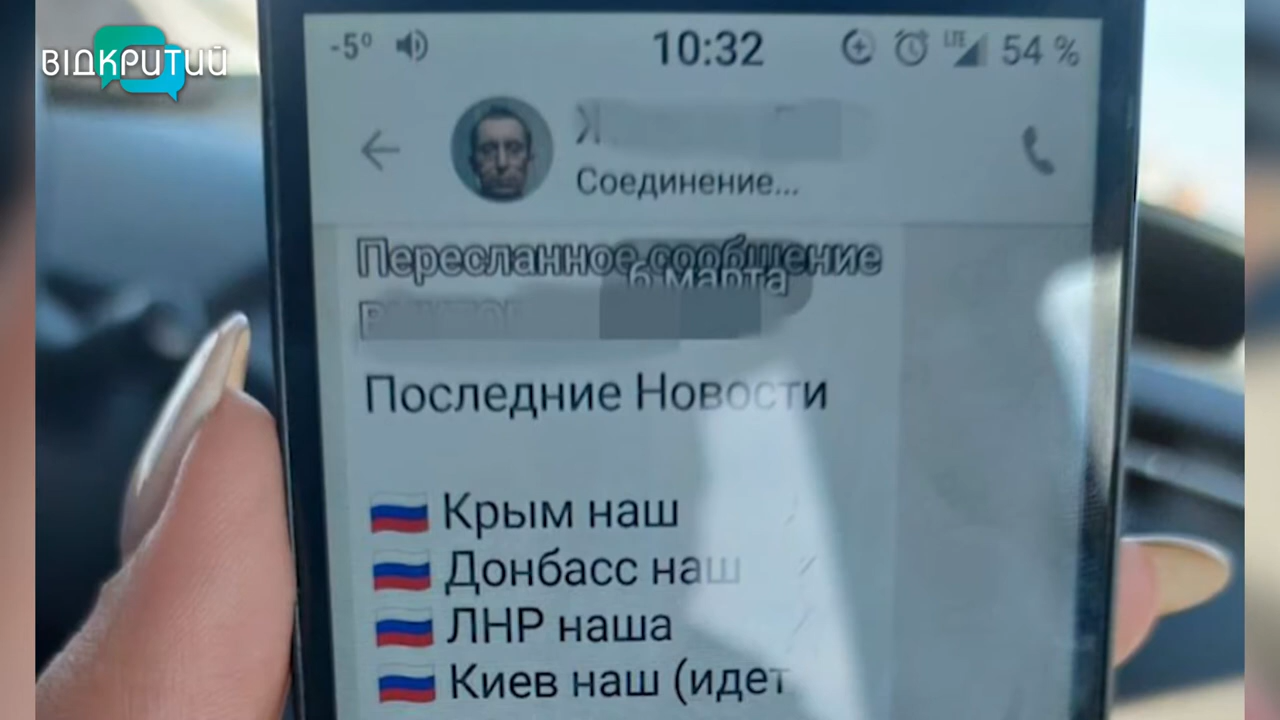 ВІДКРИТИЙ
-5° 10:32 LTE 54 %
Соединение...
Пересланное сообщение
6 марта
Последние Новости
🇷🇺 Крым наш
🇷🇺 Донбасс наш
🇷🇺 ЛНР наша
🇷🇺 Киев наш (идет